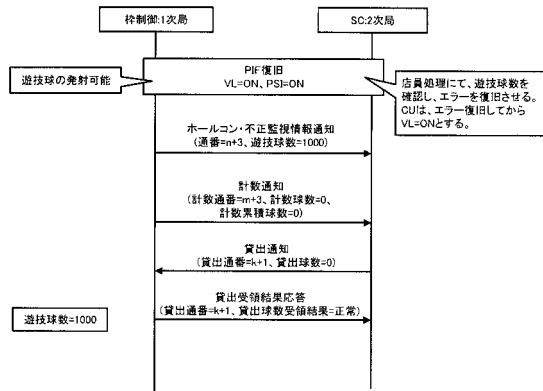 枠制御:1次局
SC:2次局
PIF復旧
VL=ON、PSI=ON
遊技球の発射可能
店員処理にて、遊技球数を
確認し、エラーを復旧させる。
CUは、エラー復旧してから
VL=ONとする。
ホールコン・不正監視情報通知
(通番=n+3、遊技球数=1000)
計数通知
(計数通番=m+3、計数球数=0、
計数累積球数=0)
貸出通知
(貸出通番=k+1、貸出球数=0)
貸出受領結果応答
(貸出通番=k+1、貸出球数受領結果=正常)
遊技球数=1000